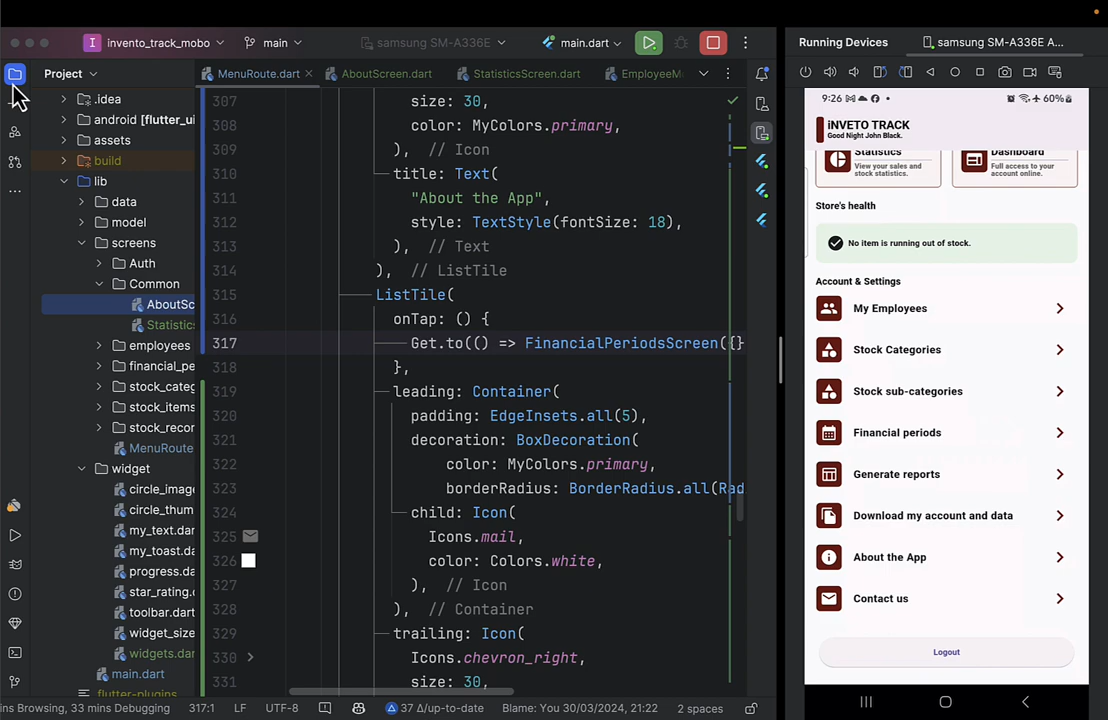 invento_track_mobo
main
samsung SM-A336E
main.dart
Running Devices
samsung SM-A336E A...
Project
MenuRoute.dart
AboutScreen.dart
StatisticsScreen.dart
EmployeeM
.idea
android [flutter_ui
assets
build
lib
data
model
screens
Auth
Common
AboutSc
Statistics
employees
financial_pe
stock_categ
stock_items
stock_recor
MenuRoute
widget
circle_image
circle_thum
my_text.dar
my_toast.da
progress.da
star_rating.d
toolbar.dart
widget_size
widgets.dar
main.dart
flutter-plugins
307 size: 30,
308 color: MyColors.primary,
309 ), // Icon
310 title: Text(
311 "About the App",
312 style: TextStyle(fontSize: 18),
313 ), // Text
314 ), // ListTile
315 ListTile(
316 onTap: () {
317 Get.to(() => FinancialPeriodsScreen({}
318 },
319 leading: Container(
320 padding: EdgeInsets.all(5),
321 decoration: BoxDecoration(
322 color: MyColors.primary,
323 borderRadius: BorderRadius.all(Rad
324 child: Icon(
325 Icons.mail,
326 color: Colors.white,
327 ), // Icon
328 ), // Container
329 trailing: Icon(
330 Icons.chevron_right,
331 size: 30,
ns Browsing, 33 mins Debugging
317:1
LF
UTF-8
37 Δ/up-to-date
Blame: You 30/03/2024, 21:22
2 spaces
9:26
60%
iNVETO TRACK
Good Night John Black.
Statistics
View your sales and
stock statistics.
Dashboard
Full access to your
account online.
Store's health
No item is running out of stock.
Account & Settings
My Employees
Stock Categories
Stock sub-categories
Financial periods
Generate reports
Download my account and data
About the App
Contact us
Logout